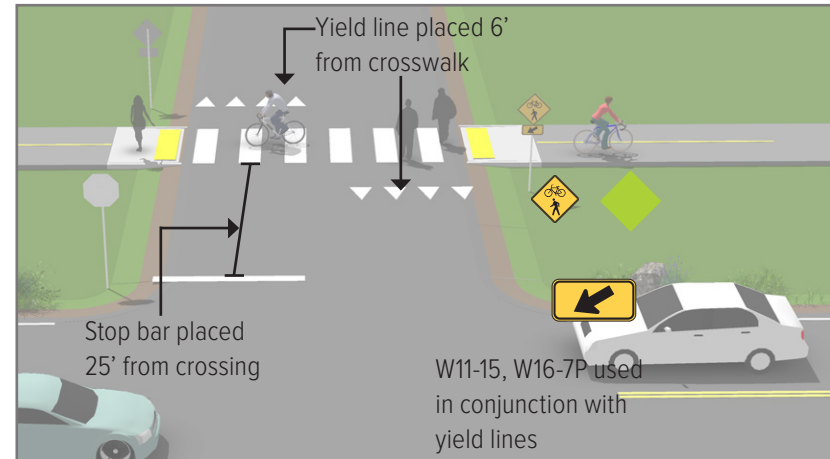 Yield line placed 6’
from crosswalk
Stop bar placed
25’ from crossing
W11-15, W16-7P used
in conjunction with
yield lines